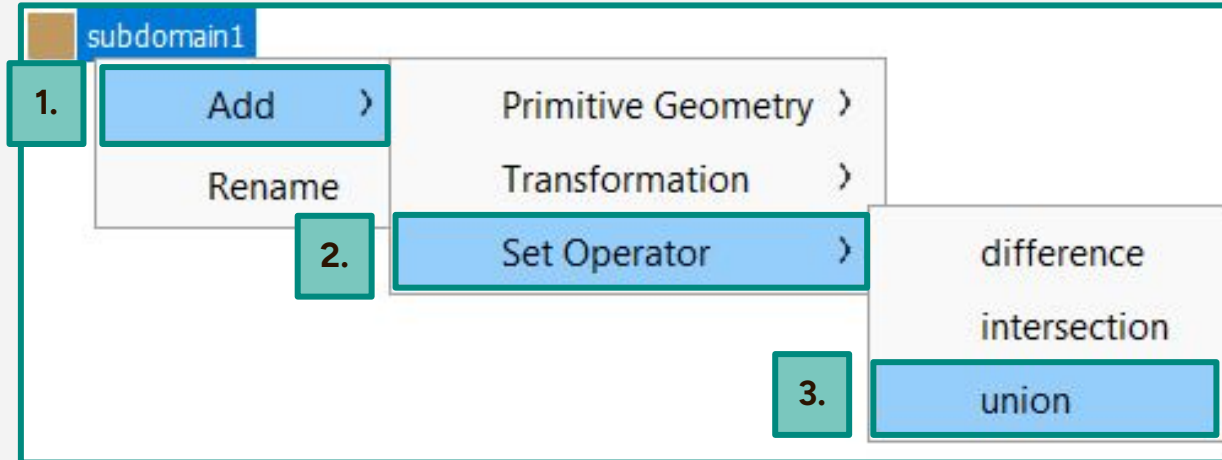 subdomain1
1.
Add
Rename
Primitive Geometry
Transformation
2.
Set Operator
difference
intersection
3.
union